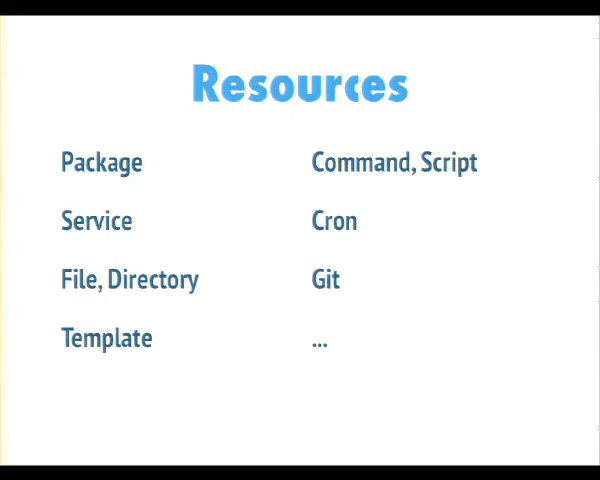 Resources
Package
Service
File, Directory
Template
Command, Script
Cron
Git
...